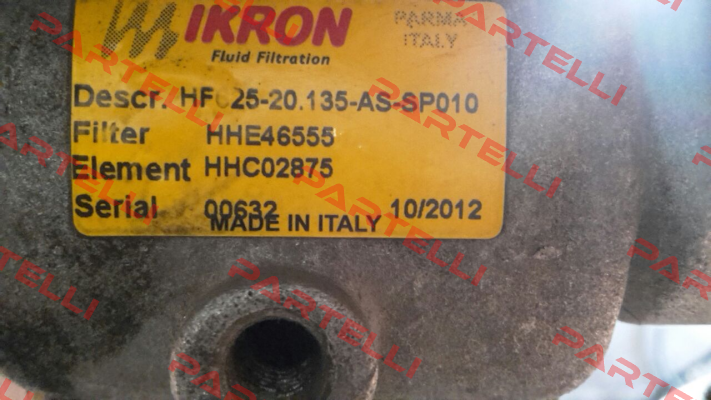 IKRON
PARMA
ITALY
Fluid Filtration
Descr. 25-20.135-AS-SP010
Filter HHE46555
Element HHC02875
Serial 00632 10/2012
MADE IN ITALY
PARTELLI
PARTELLI
PARTELLI
PARTELLI
PARTELLI
PARTELLI
PARTELLI
PARTELLI